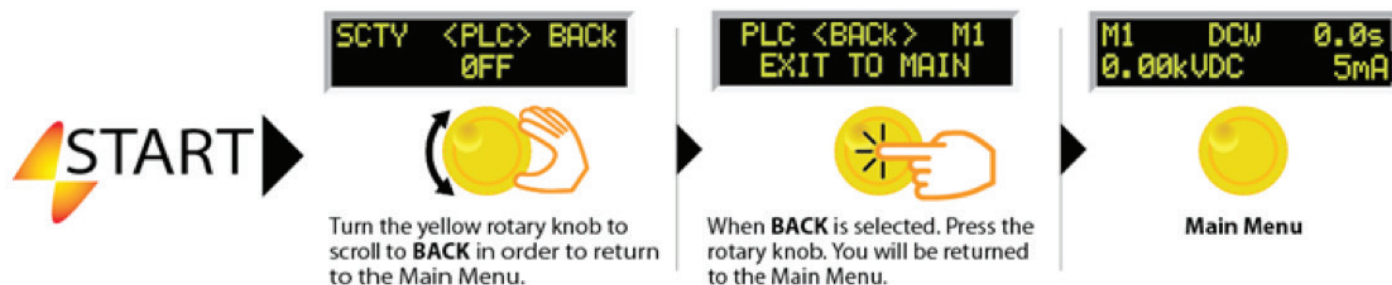 START
SCTY <PLC> BACk
0FF
Turn the yellow rotary knob to
scroll to BACK in order to return
to the Main Menu.
PLC <BACk> M1
EXIT TO MAIN
When BACK is selected. Press the
rotary knob. You will be returned
to the Main Menu.
M1 DCW 0.0s
0.00kVDC 5mA
Main Menu